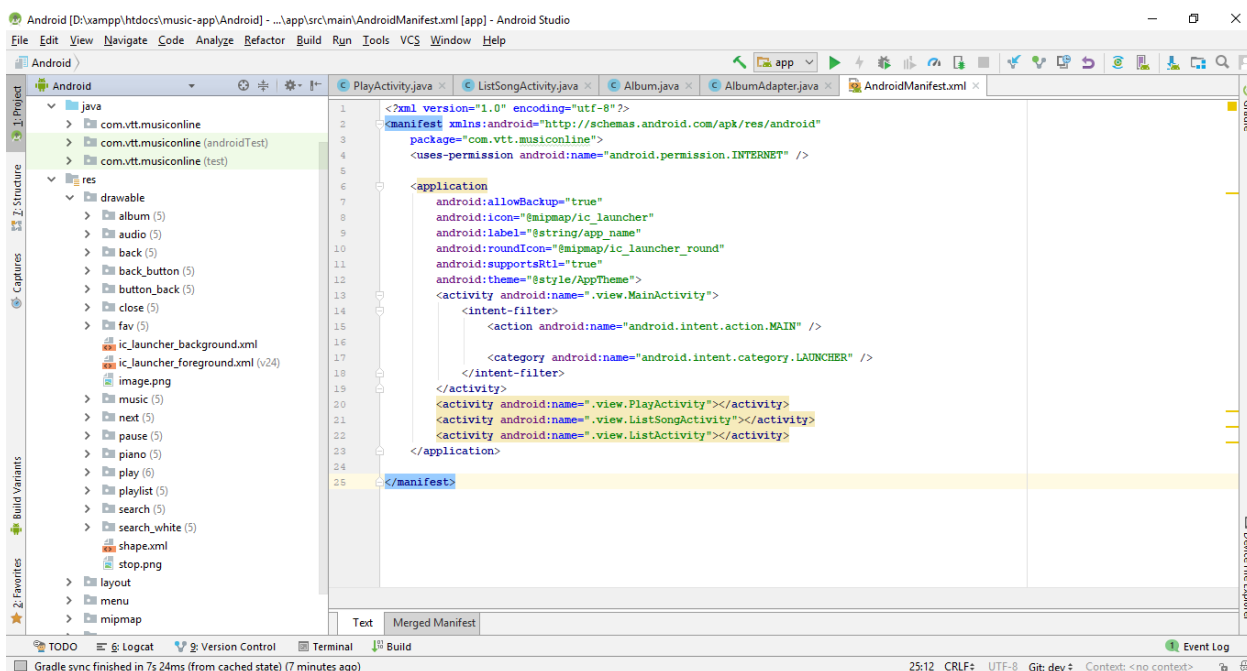 Android [D:\xampp\htdocs\music-app\Android] - ...\app\src\main\AndroidManifest.xml [app] - Android Studio
File Edit View Navigate Code Analyze Refactor Build Run Tools VCS Window Help
Android
app
Android
PlayActivity.java
ListSongActivity.java
Album.java
AlbumAdapter.java
AndroidManifest.xml
1: Project
Z: Structure
Captures
Build Variants
2: Favorites
java
com.vtt.musiconline
com.vtt.musiconline (androidTest)
com.vtt.musiconline (test)
res
drawable
album (5)
audio (5)
back (5)
back_button (5)
button_back (5)
close (5)
fav (5)
ic_launcher_background.xml
ic_launcher_foreground.xml (v24)
image.png
music (5)
next (5)
pause (5)
piano (5)
play (6)
playlist (5)
search (5)
search_white (5)
shape.xml
stop.png
layout
menu
mipmap
1 <?xml version="1.0" encoding="utf-8"?>
2 <manifest xmlns:android="http://schemas.android.com/apk/res/android"
3 package="com.vtt.musiconline">
4 <uses-permission android:name="android.permission.INTERNET" />
5
6 <application
7 android:allowBackup="true"
8 android:icon="@mipmap/ic_launcher"
9 android:label="@string/app_name"
10 android:roundIcon="@mipmap/ic_launcher_round"
11 android:supportsRtl="true"
12 android:theme="@style/AppTheme">
13 <activity android:name=".view.MainActivity">
14 <intent-filter>
15 <action android:name="android.intent.action.MAIN" />
16
17 <category android:name="android.intent.category.LAUNCHER" />
18 </intent-filter>
19 </activity>
20 <activity android:name=".view.PlayActivity"></activity>
21 <activity android:name=".view.ListSongActivity"></activity>
22 <activity android:name=".view.ListActivity"></activity>
23 </application>
24
25 </manifest>
Text Merged Manifest
TODO 6: Logcat 9: Version Control Terminal Build
1 Event Log
Gradle sync finished in 7s 24ms (from cached state) (7 minutes ago)
25:12 CRLF UTF-8 Git: dev Context: <no context>